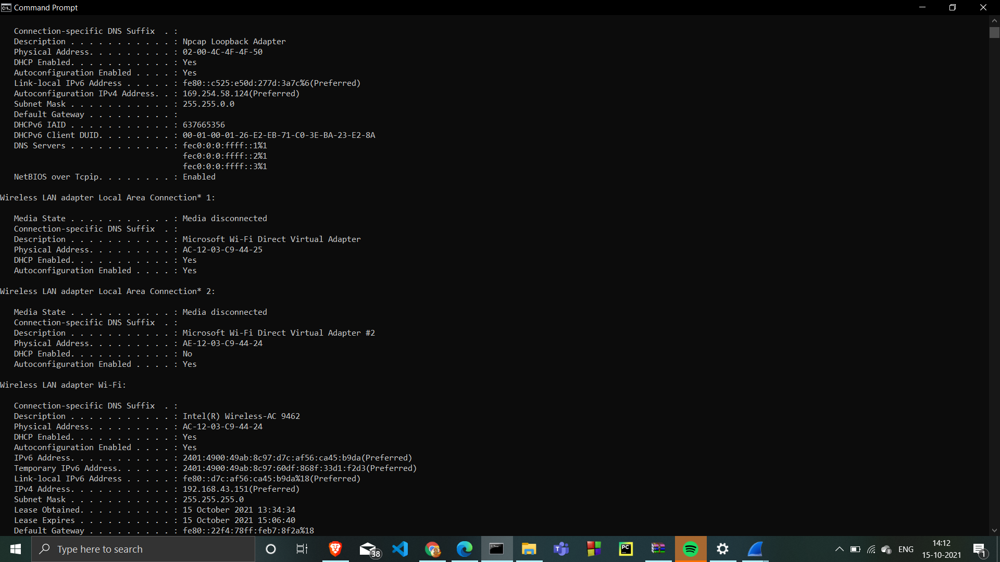 Command Prompt
Connection-specific DNS Suffix  . :
Description . . . . . . . . . . . : Npcap Loopback Adapter
Physical Address. . . . . . . . . : 02-00-4C-4F-4F-50
DHCP Enabled. . . . . . . . . . . : Yes
Autoconfiguration Enabled . . . . : Yes
Link-local IPv6 Address . . . . . : fe80::c525:e50d:277d:3a7c%6(Preferred)
Autoconfiguration IPv4 Address. . : 169.254.58.124(Preferred)
Subnet Mask . . . . . . . . . . . : 255.255.0.0
Default Gateway . . . . . . . . . :
DHCPv6 IAID . . . . . . . . . . . : 637665356
DHCPv6 Client DUID. . . . . . . . : 00-01-00-01-26-E2-EB-71-C0-3E-BA-23-E2-8A
DNS Servers . . . . . . . . . . . : fec0:0:0:ffff::1%1
fec0:0:0:ffff::2%1
fec0:0:0:ffff::3%1
NetBIOS over Tcpip. . . . . . . . : Enabled
Wireless LAN adapter Local Area Connection* 1:
Media State . . . . . . . . . . . : Media disconnected
Connection-specific DNS Suffix  . :
Description . . . . . . . . . . . : Microsoft Wi-Fi Direct Virtual Adapter
Physical Address. . . . . . . . . : AC-12-03-C9-44-25
DHCP Enabled. . . . . . . . . . . : Yes
Autoconfiguration Enabled . . . . : Yes
Wireless LAN adapter Local Area Connection* 2:
Media State . . . . . . . . . . . : Media disconnected
Connection-specific DNS Suffix  . :
Description . . . . . . . . . . . : Microsoft Wi-Fi Direct Virtual Adapter #2
Physical Address. . . . . . . . . : AE-12-03-C9-44-24
DHCP Enabled. . . . . . . . . . . : No
Autoconfiguration Enabled . . . . : Yes
Wireless LAN adapter Wi-Fi:
Connection-specific DNS Suffix  . :
Description . . . . . . . . . . . : Intel(R) Wireless-AC 9462
Physical Address. . . . . . . . . : AC-12-03-C9-44-24
DHCP Enabled. . . . . . . . . . . : Yes
Autoconfiguration Enabled . . . . : Yes
IPv6 Address. . . . . . . . . . . : 2401:4900:49ab:8c97:d7c:af56:ca45:b9da(Preferred)
Temporary IPv6 Address. . . . . . : 2401:4900:49ab:8c97:60df:868f:33d1:f2d3(Preferred)
Link-local IPv6 Address . . . . . : fe80::d7c:af56:ca45:b9da%18(Preferred)
IPv4 Address. . . . . . . . . . . : 192.168.43.151(Preferred)
Subnet Mask . . . . . . . . . . . : 255.255.255.0
Lease Obtained. . . . . . . . . . : 15 October 2021 13:34:34
Lease Expires . . . . . . . . . . : 15 October 2021 15:06:40
Default Gateway . . . . . . . . . : fe80::22f4:78ff:feb7:8f2a%18
Type here to search
38
PC
ENG
14:12
15-10-2021
1